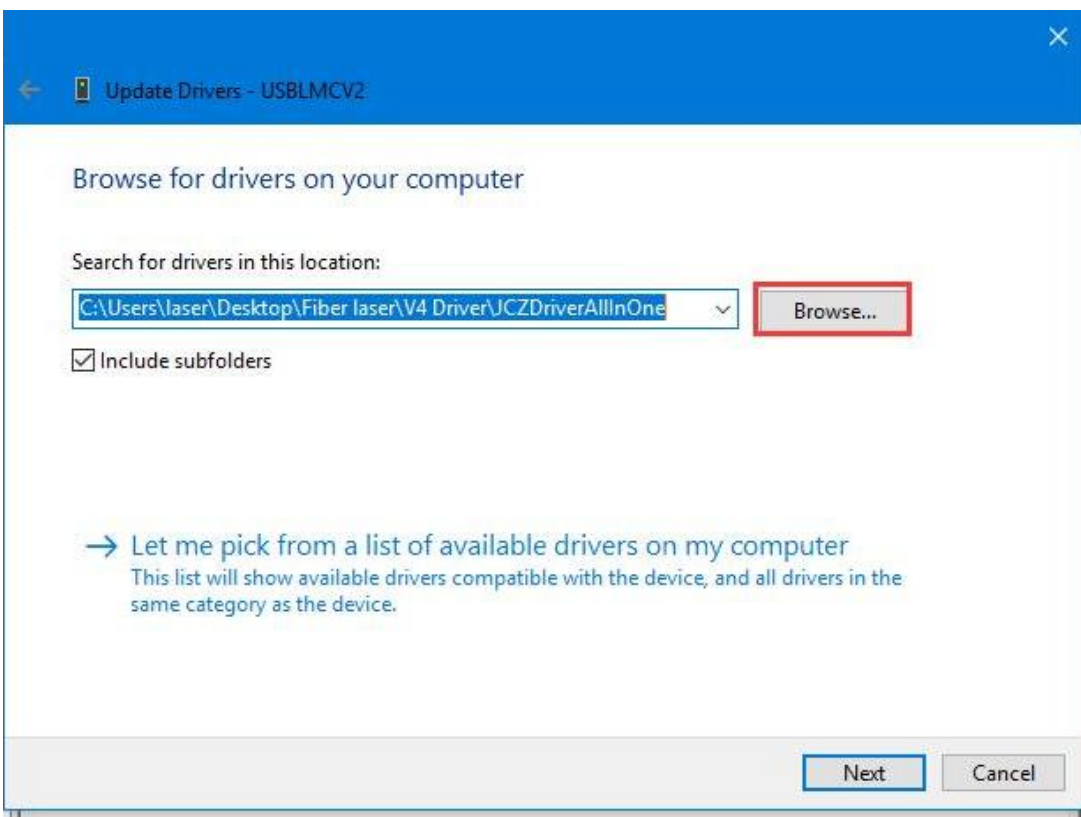 Update Drivers - USBLMCV2
Browse for drivers on your computer
Search for drivers in this location:
C:\Users\laser\Desktop\Fiber laser\V4 Driver\JCZDriverAllInOne
Browse...
Include subfolders
Let me pick from a list of available drivers on my computer
This list will show available drivers compatible with the device, and all drivers in the
same category as the device.
Next
Cancel